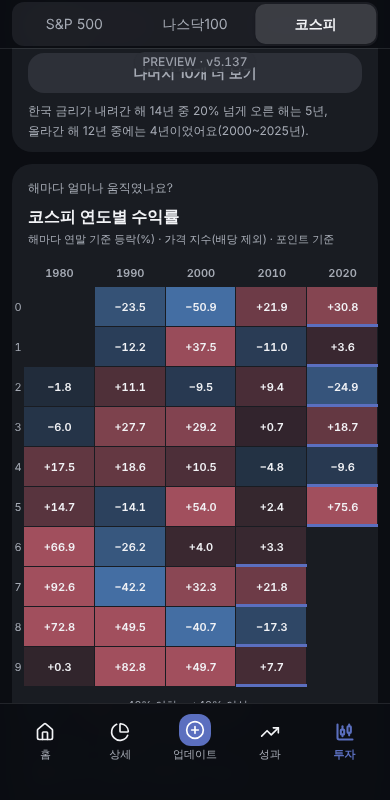 S&P 500 나스닥100 코스피
PREVIEW · v5.137
나머지 10개 더 보기
한국 금리가 내려간 해 14년 중 20% 넘게 오른 해는 5년,
올라간 해 12년 중에는 4년이었어요(2000~2025년).
해마다 얼마나 움직였나요?
코스피 연도별 수익률
해마다 연말 기준 등락(%) · 가격 지수(배당 제외) · 포인트 기준
1980 1990 2000 2010 2020
0 −23.5 −50.9 +21.9 +30.8
1 −12.2 +37.5 −11.0 +3.6
2 −1.8 +11.1 −9.5 +9.4 −24.9
3 −6.0 +27.7 +29.2 +0.7 +18.7
4 +17.5 +18.6 +10.5 −4.8 −9.6
5 +14.7 −14.1 +54.0 +2.4 +75.6
6 +66.9 −26.2 +4.0 +3.3
7 +92.6 −42.2 +32.3 +21.8
8 +72.8 +49.5 −40.7 −17.3
9 +0.3 +82.8 +49.7 +7.7
홈 상세 업데이트 성과 투자